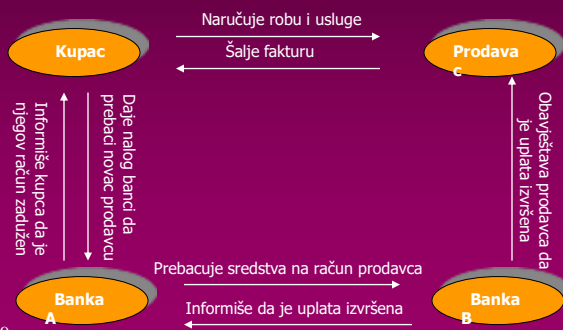 Naručuje robu i usluge
Kupac
Šalje fakturu
Prodava
c
Informiše kupca da je
njegov račun zadužen
Daje nalog banci da
prebaci novac prodavcu
Obavještava prodavca da
je uplata izvršena
Prebacuje sredstva na račun prodavca
Banka
A
Informiše da je uplata izvršena
Banka
B